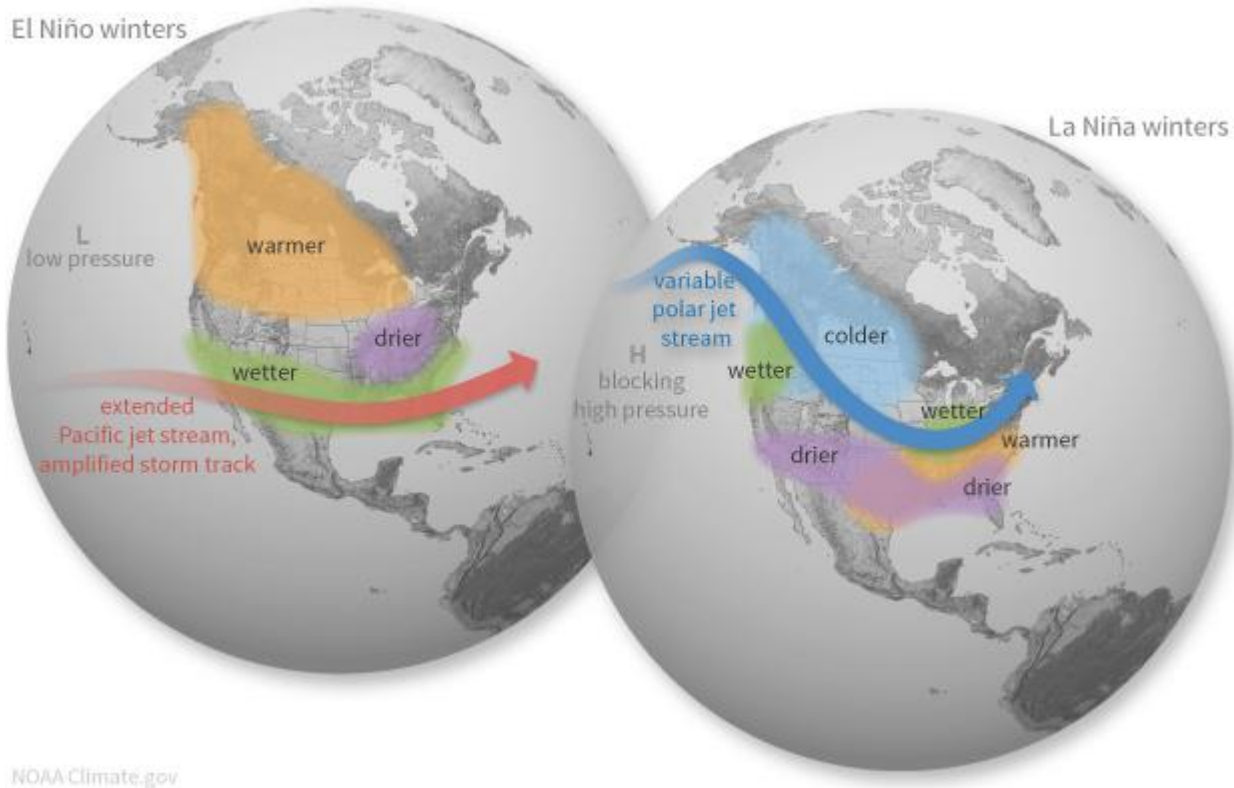 El Niño winters
L
low pressure
warmer
drier
wetter
extended
Pacific jet stream,
amplified storm track
La Niña winters
variable
polar jet
stream
colder
H
blocking
high pressure
wetter
wetter
warmer
drier
drier
NOAA Climate.gov